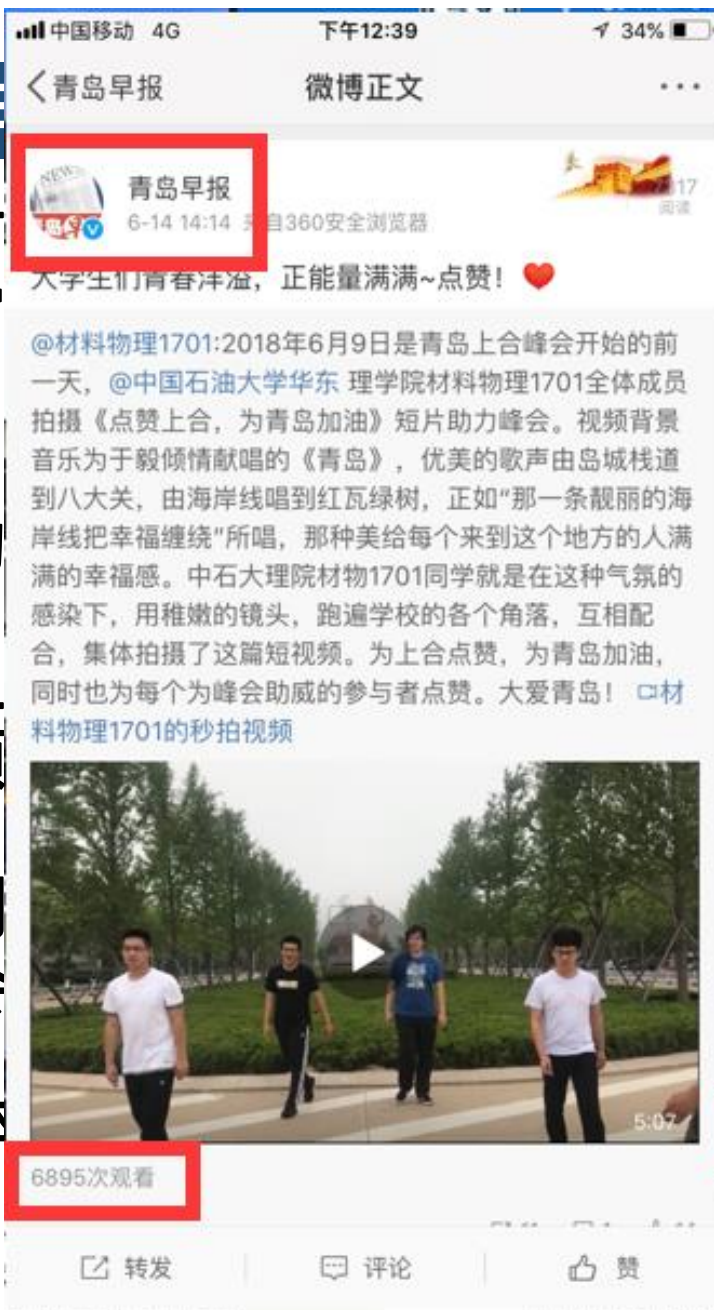 中国移动 4G 下午12:39 34%
青岛早报 微博正文
青岛早报
6-14 14:14 来自360安全浏览器
阅读
大学生们青春洋溢，正能量满满~点赞！
@材料物理1701:2018年6月9日是青岛上合峰会开始的前
一天，@中国石油大学华东 理学院材料物理1701全体成员
拍摄《点赞上合，为青岛加油》短片助力峰会。视频背景
音乐为于毅倾情献唱的《青岛》，优美的歌声由岛城栈道
到八大关，由海岸线唱到红瓦绿树，正如“那一条靓丽的海
岸线把幸福缠绕”所唱，那种美给每个来到这个地方的人满
满的幸福感。中石大理院材物1701同学就是在这种气氛的
感染下，用稚嫩的镜头，跑遍学校的各个角落，互相配
合，集体拍摄了这篇短视频。为上合点赞，为青岛加油，
同时也为每个为峰会助威的参与者点赞。大爱青岛！ 材
料物理1701的秒拍视频
5:07
6895次观看
转发 评论 赞